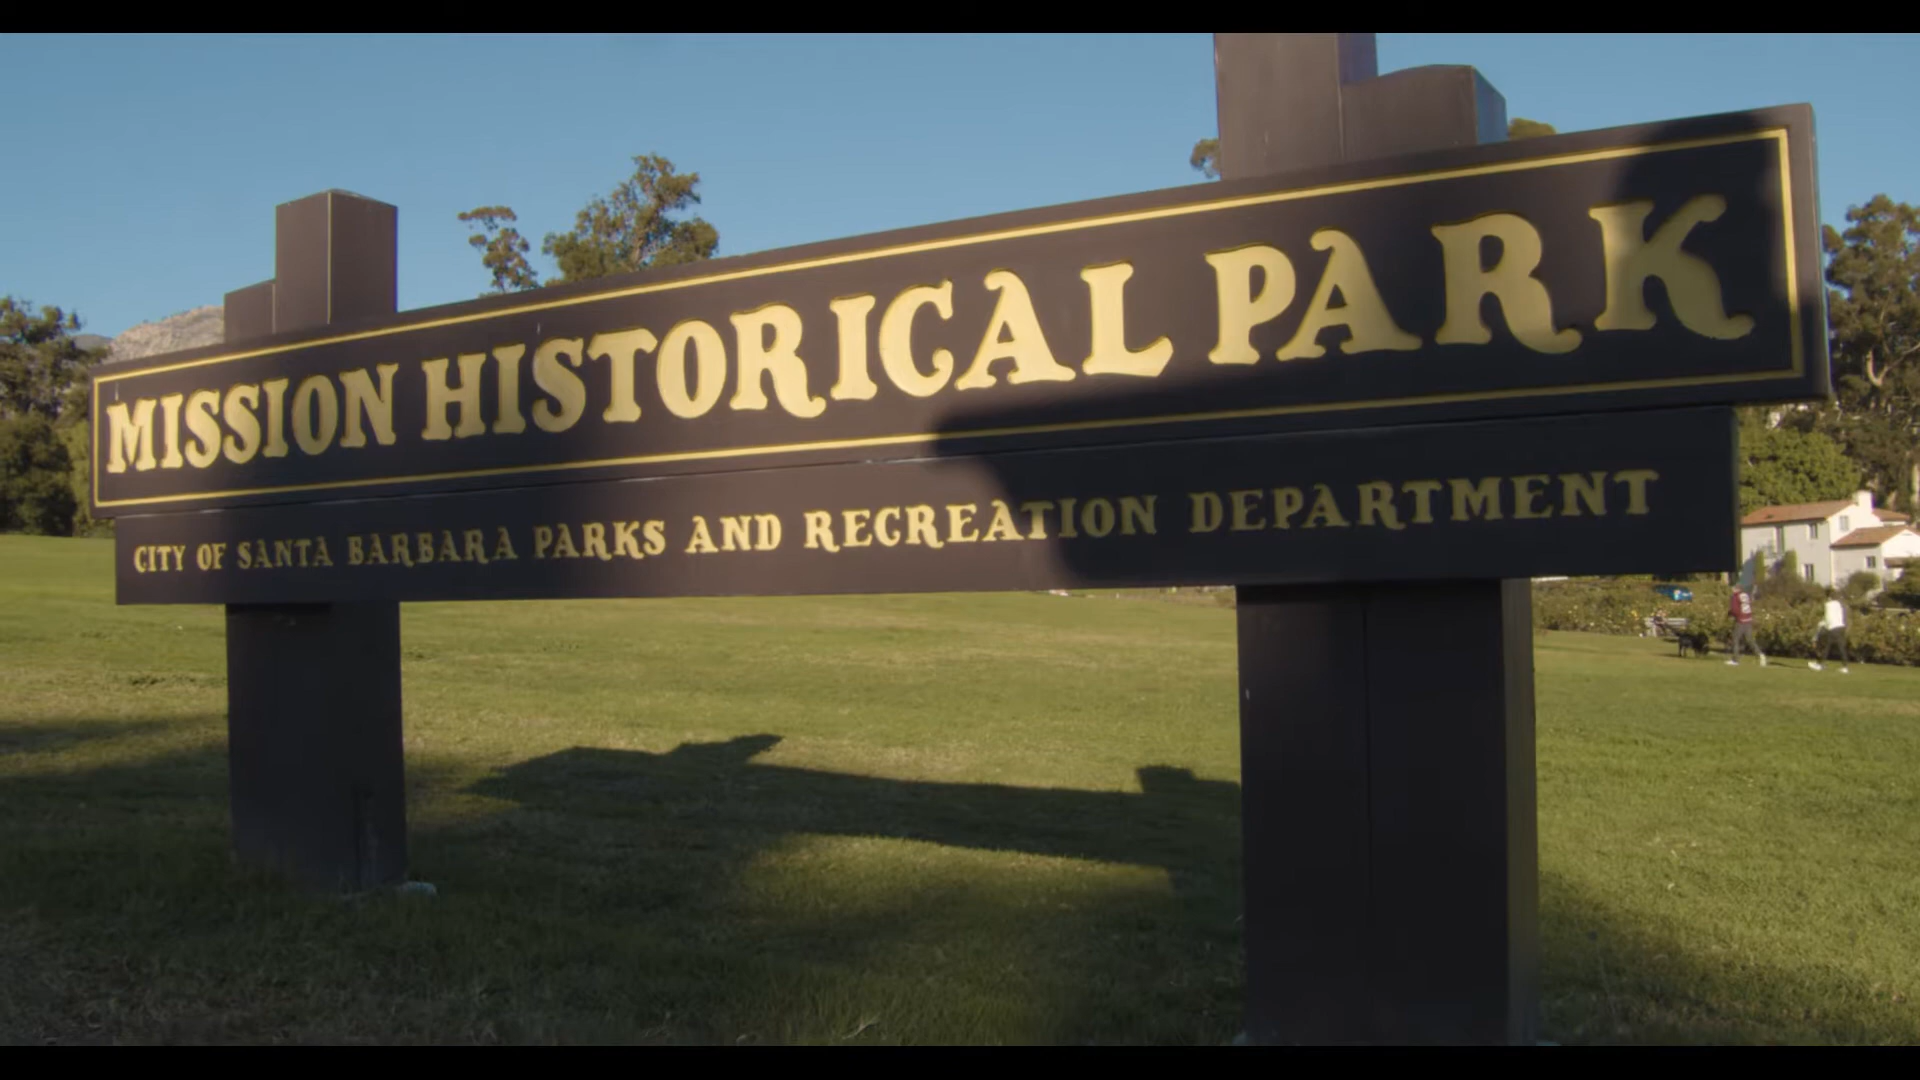 MISSION HISTORICAL PARK
CITY OF SANTA BARBARA PARKS AND RECREATION DEPARTMENT